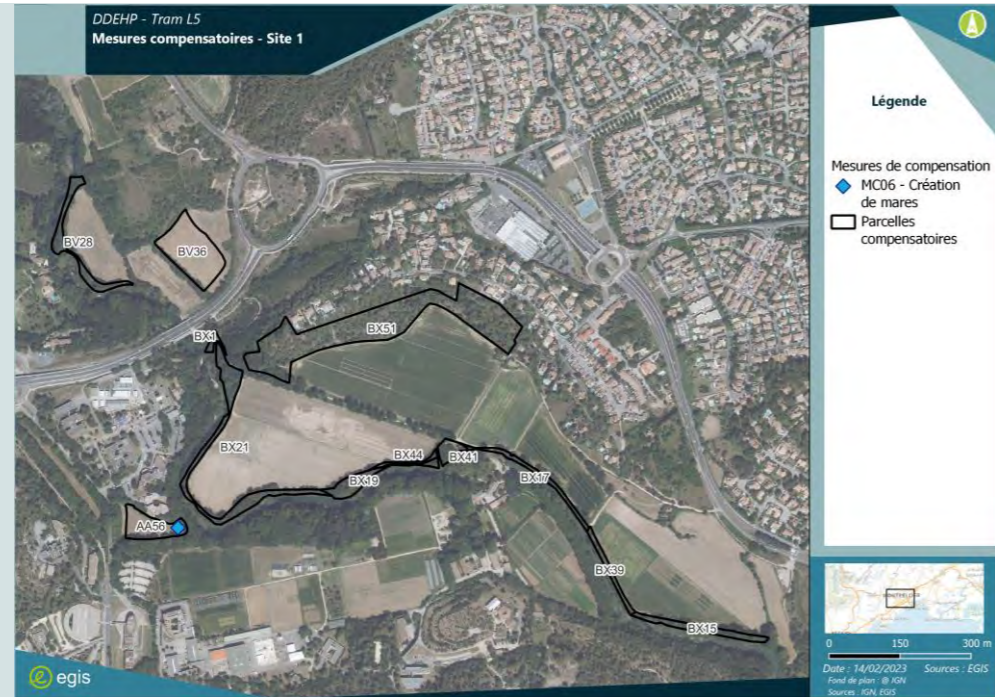 DDEHP - Tram L5
Mesures compensatoires - Site 1
Légende
Mesures de compensation
MC06 - Création
de mares
Parcelles
compensatoires
BV28
BV36
BX1
BX51
BX21
BX44
BX41
BX19
BX17
AA56
BX39
BX15
0 150 300 m
Date : 14/02/2023 Sources : EGIS
Fond de plan : @ IGN
Sources : IGN, EGIS
egis